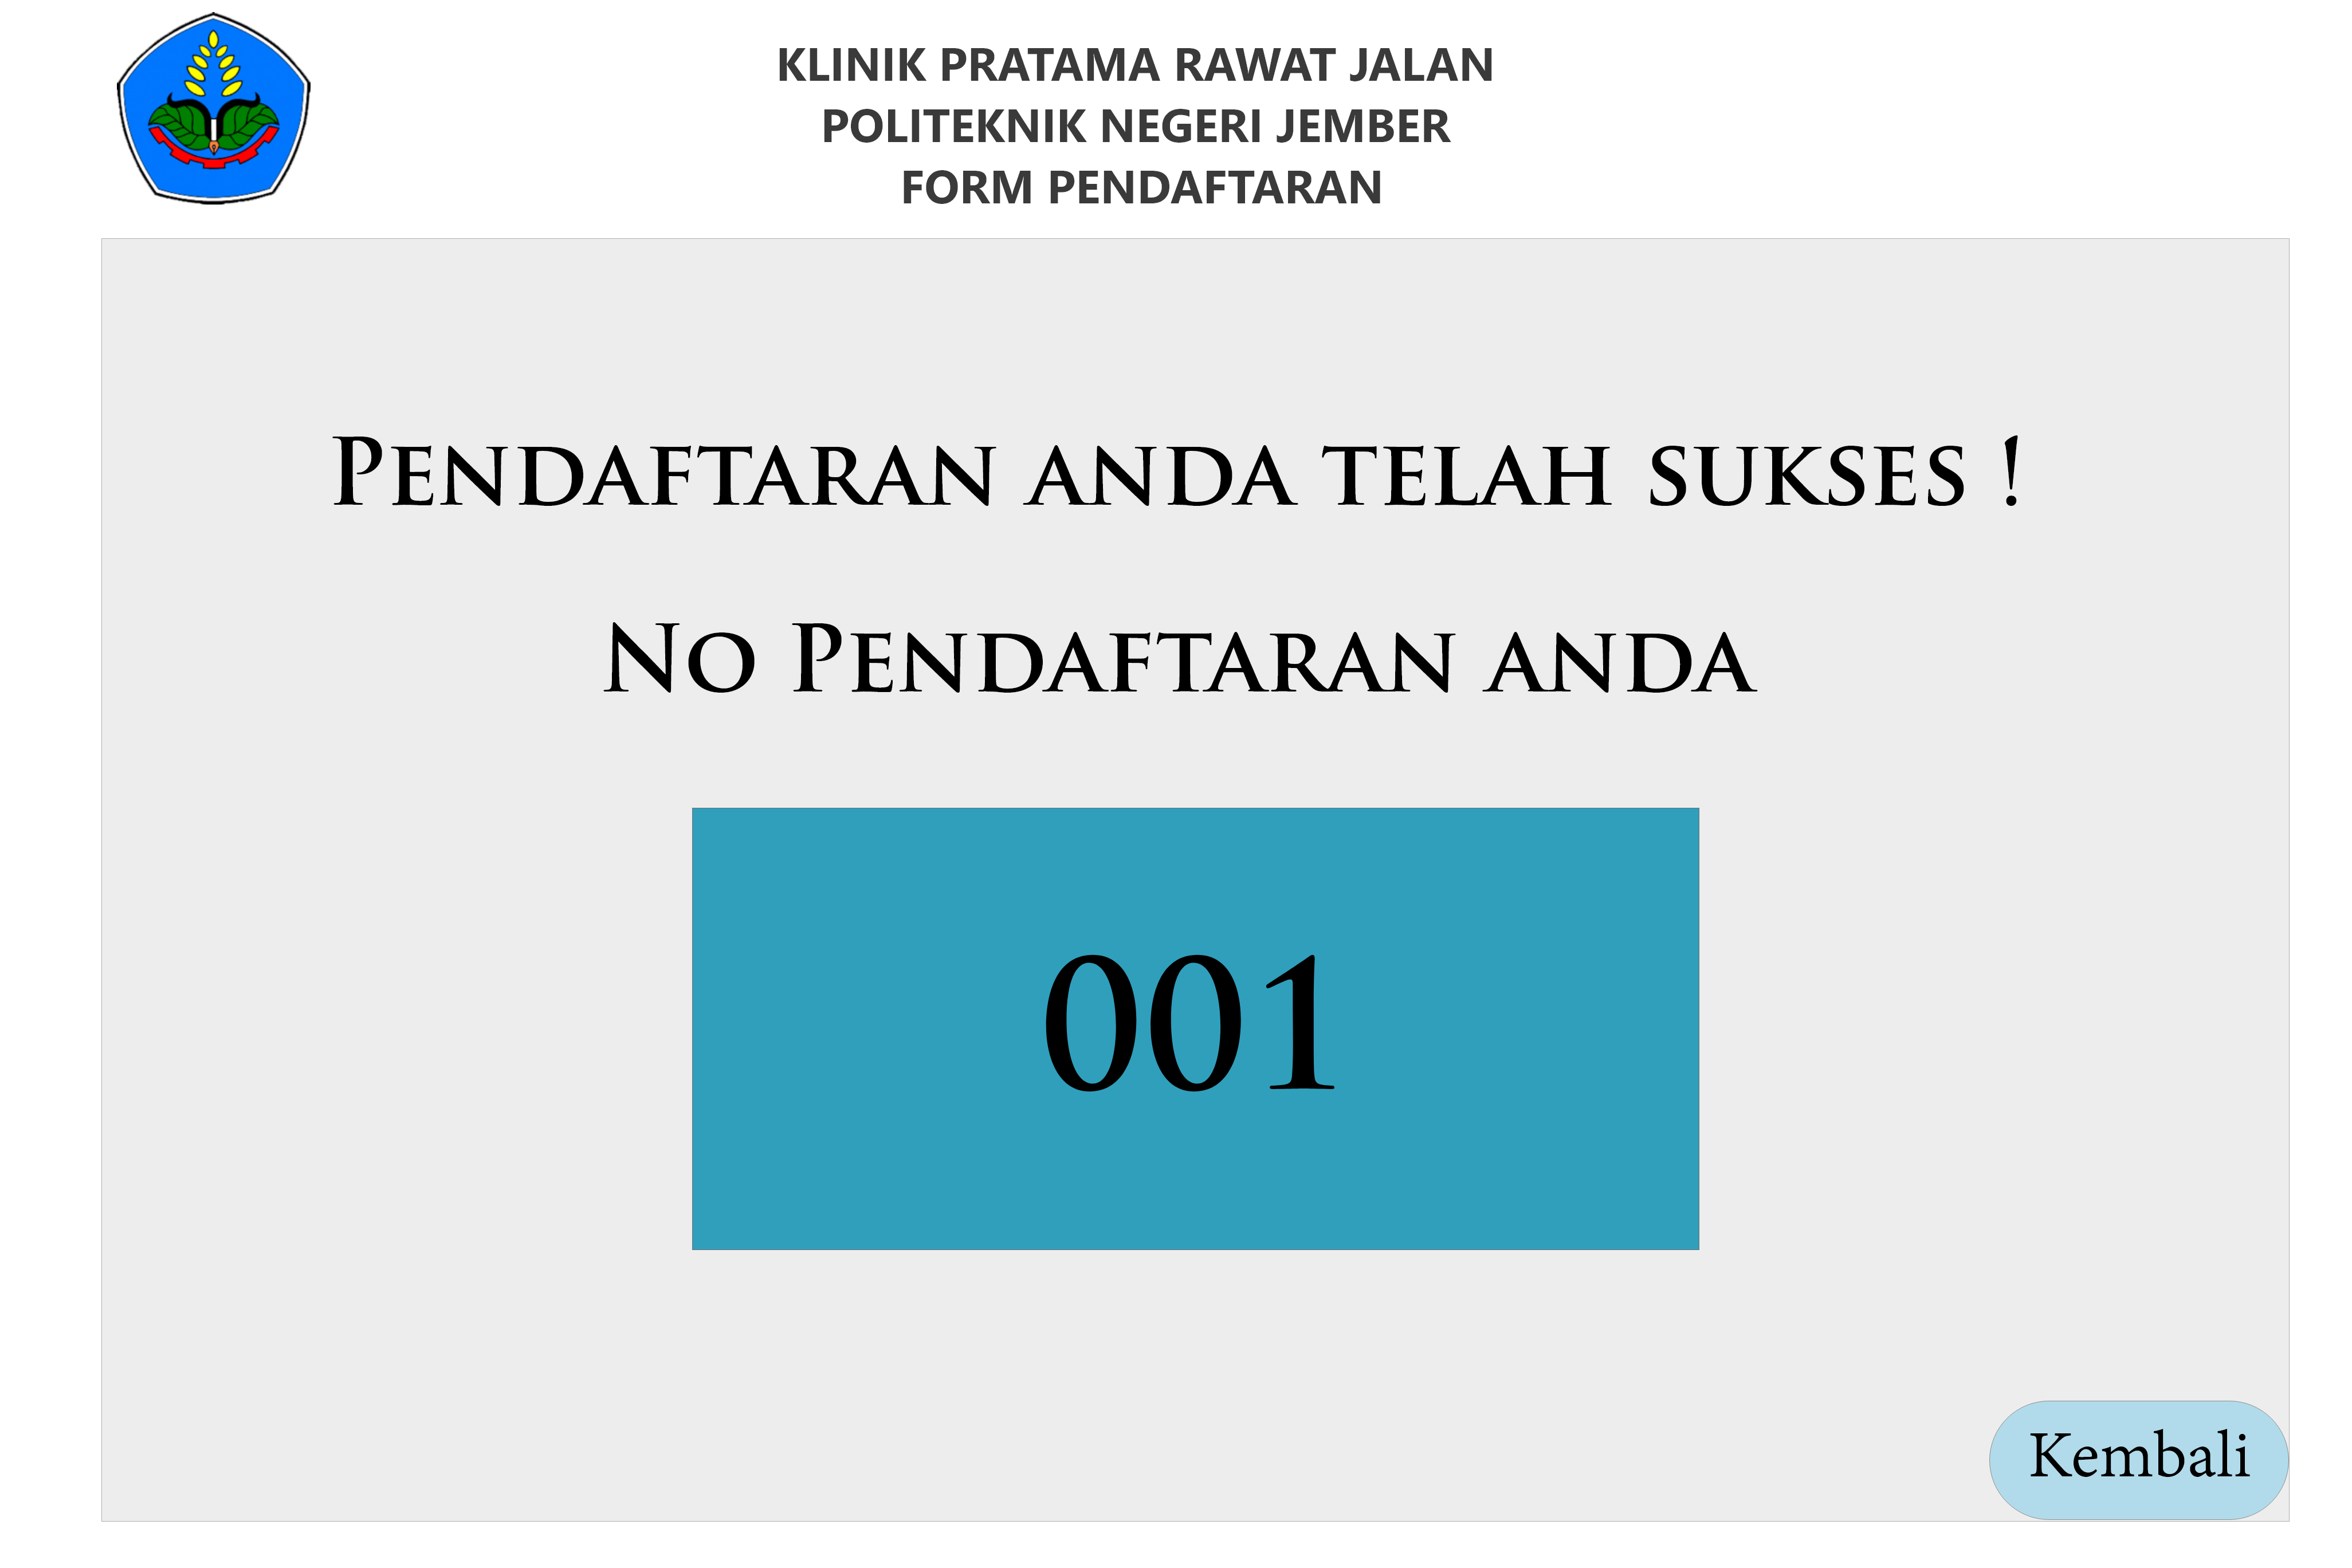 KLINIK PRATAMA RAWAT JALAN
POLITEKNIK NEGERI JEMBER
FORM PENDAFTARAN
Pendaftaran anda telah sukses !
No Pendaftaran anda
001
Kembali